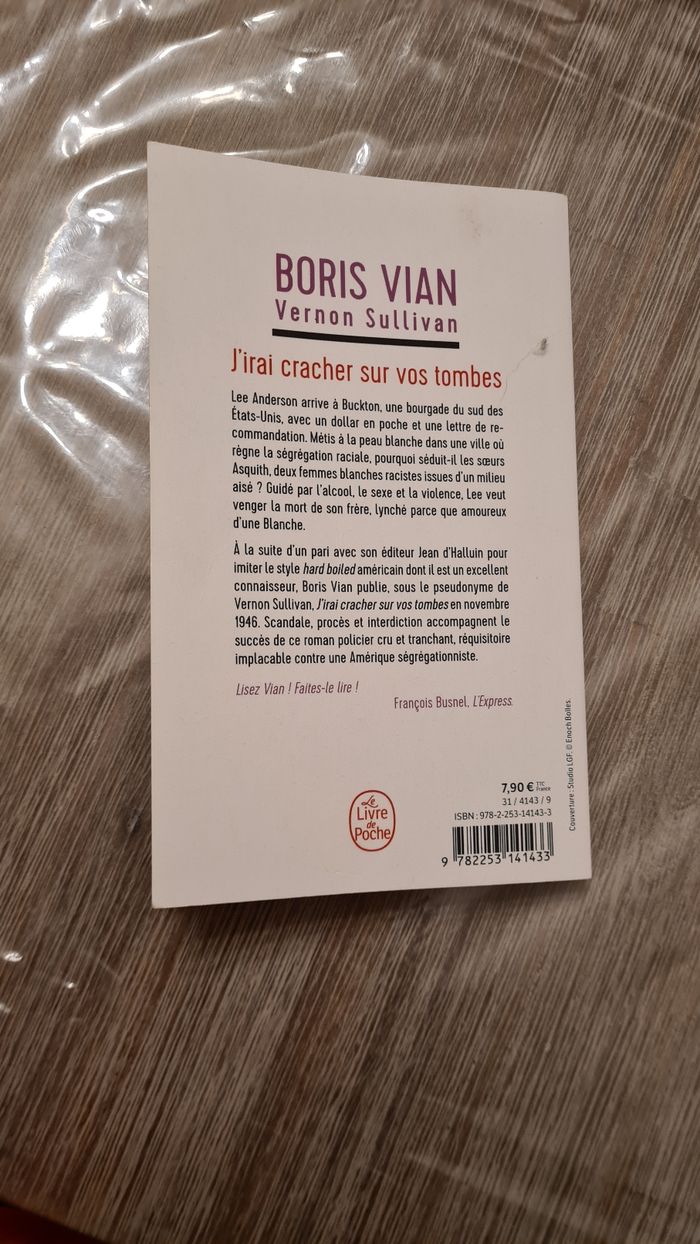 BORIS VIAN
Vernon Sullivan
J'irai cracher sur vos tombes
Lee Anderson arrive à Buckton, une bourgade du sud des
États-Unis, avec un dollar en poche et une lettre de re-
commandation. Métis à la peau blanche dans une ville où
règne la ségrégation raciale, pourquoi séduit-il les sœurs
Asquith, deux femmes blanches racistes issues d'un milieu
aisé ? Guidé par l'alcool, le sexe et la violence, Lee veut
venger la mort de son frère, lynché parce que amoureux
d'une Blanche.
À la suite d'un pari avec son éditeur Jean d'Halluin pour
imiter le style hard boiled américain dont il est un excellent
connaisseur, Boris Vian publie, sous le pseudonyme de
Vernon Sullivan, J'irai cracher sur vos tombes en novembre
1946. Scandale, procès et interdiction accompagnent le
succès de ce roman policier cru et tranchant, réquisitoire
implacable contre une Amérique ségrégationniste.
Lisez Vian ! Faites-le lire !
François Busnel, L'Express.
Couverture : Studio LGF. © Enoch Bolles.
7,90 € TTC France
31 / 4143 / 9
ISBN : 978-2-253-14143-3
9 782253 141433
Le
Livre
de
Poche